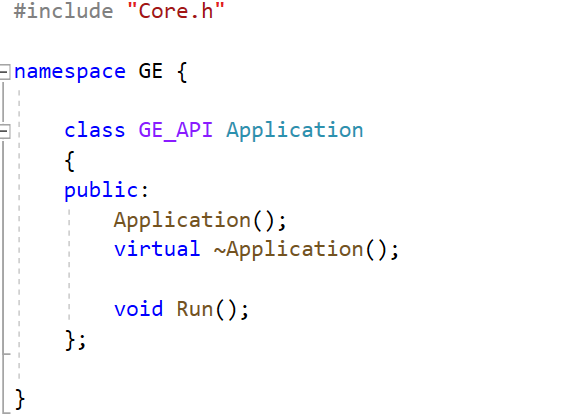 #include "Core.h"
namespace GE {
class GE_API Application
{
public:
Application();
virtual ~Application();
void Run();
};
}